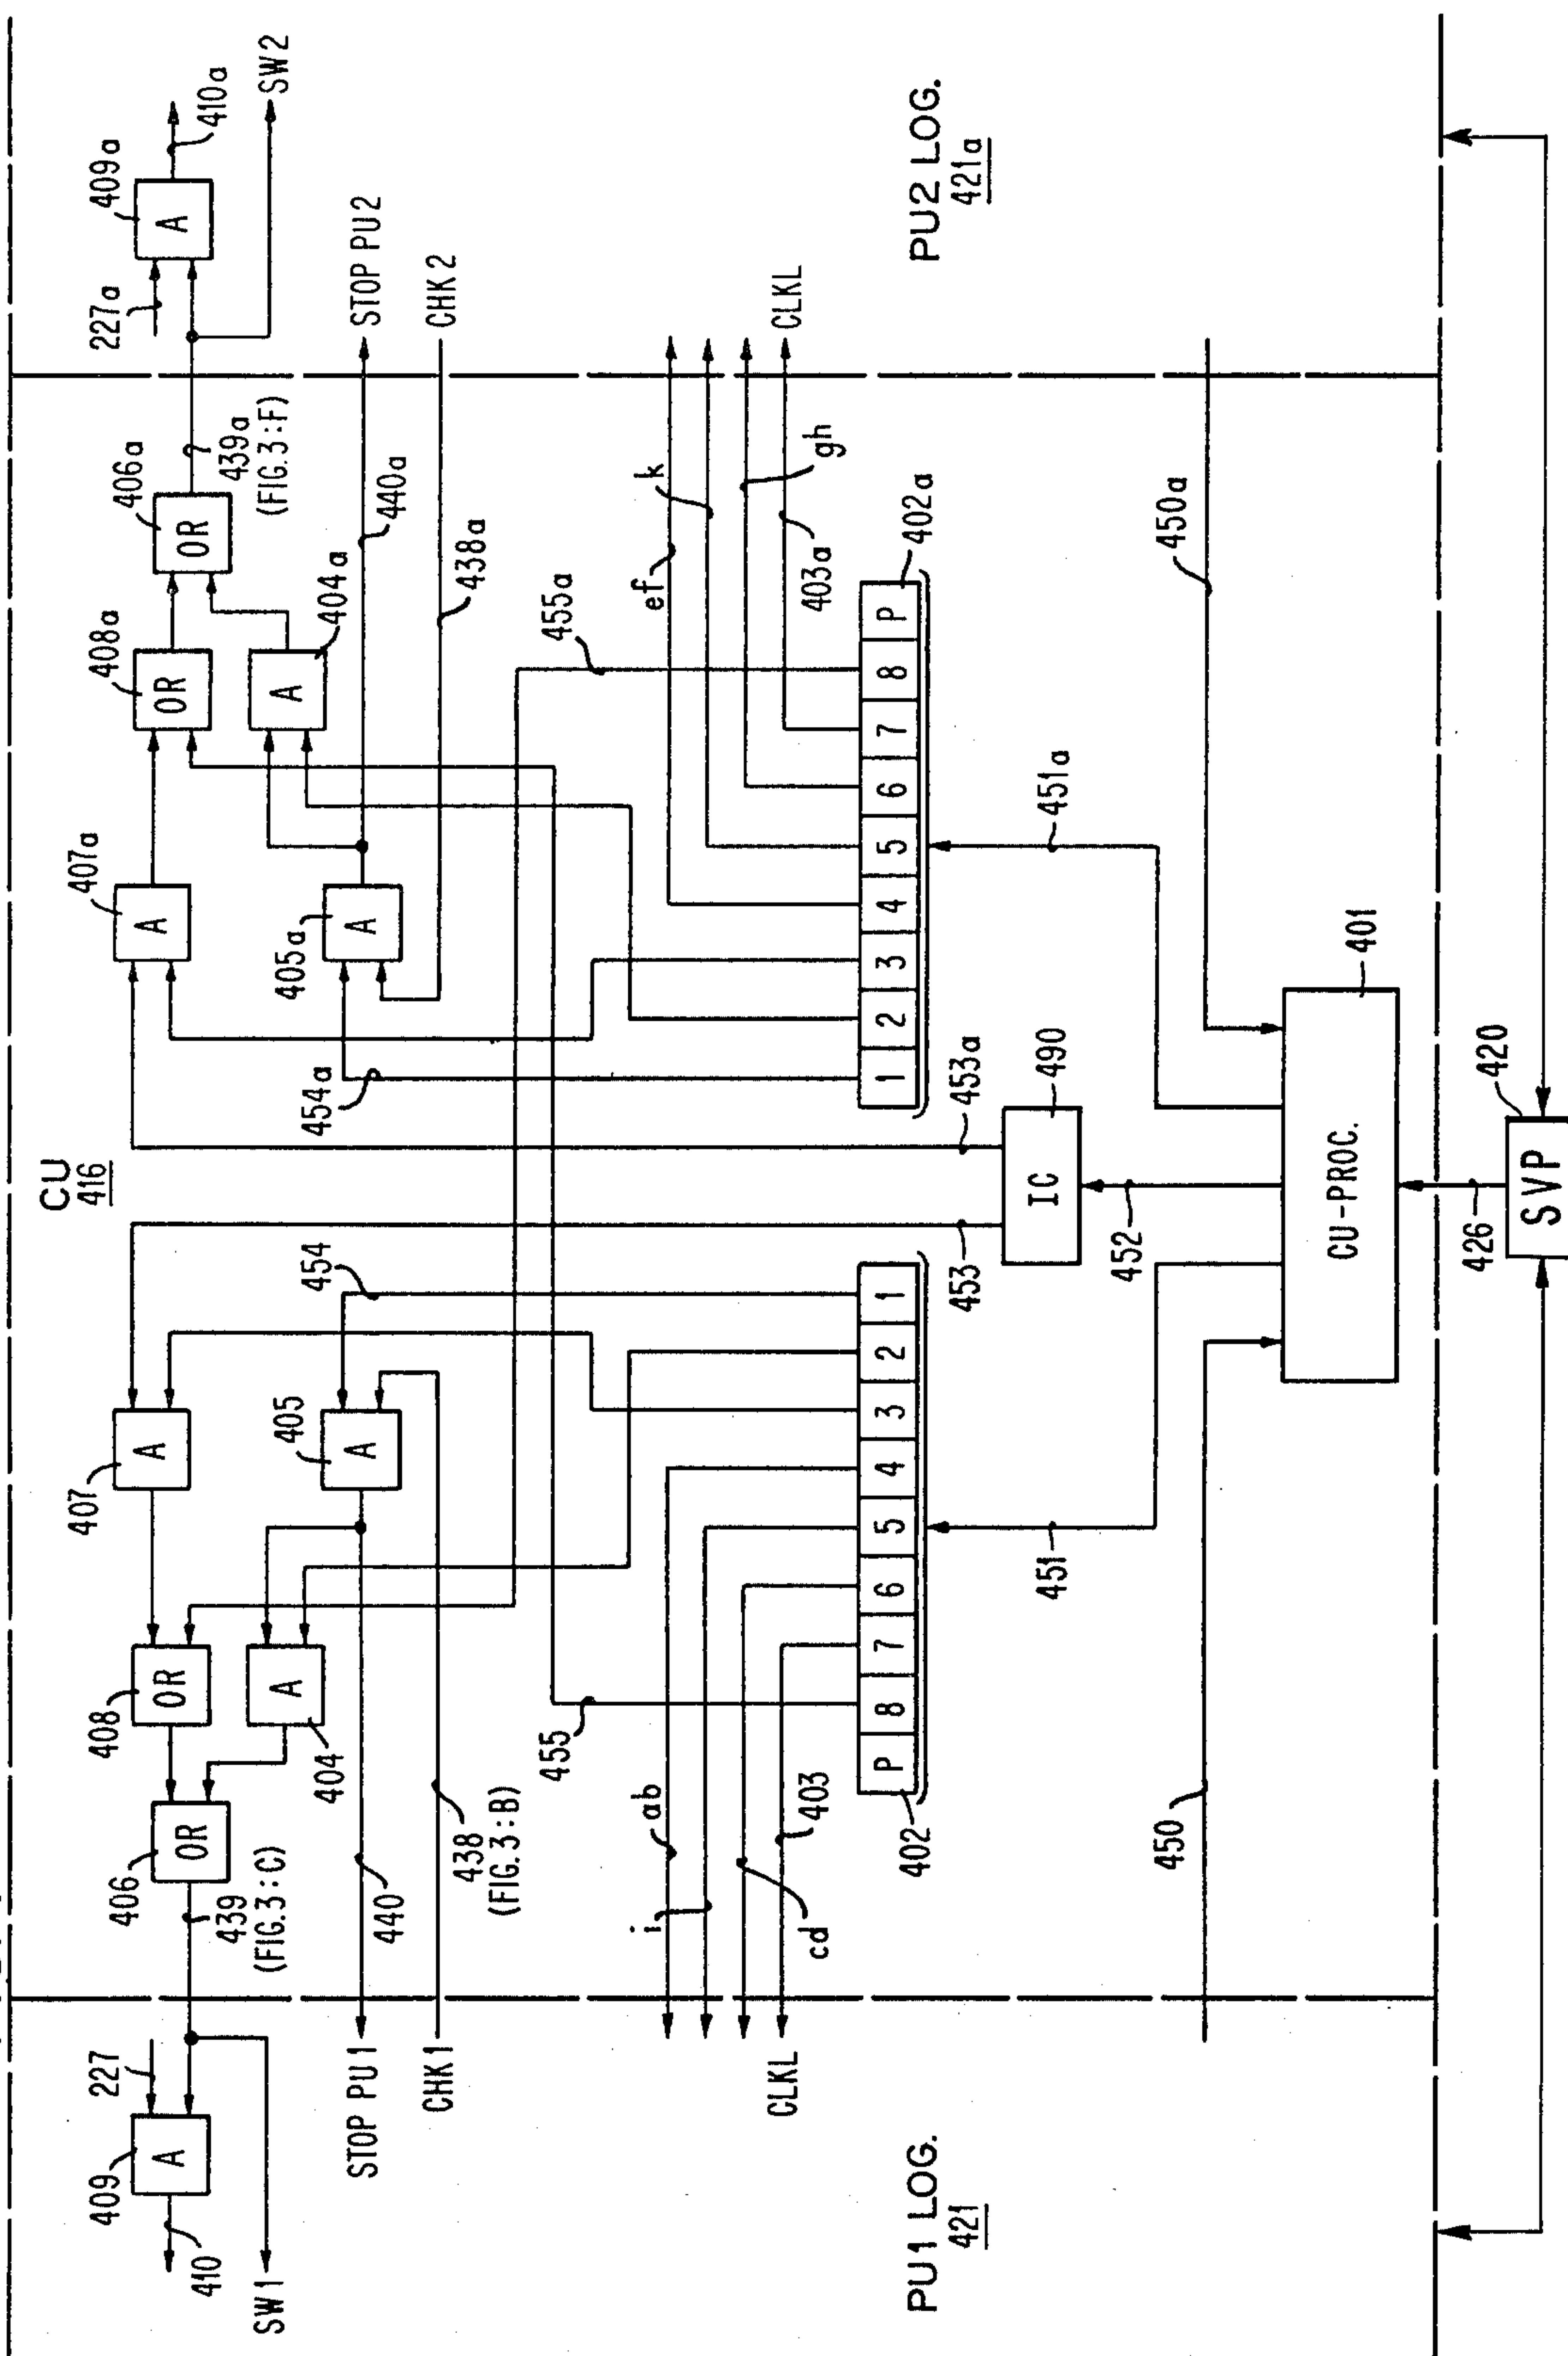 CU
416
PU1 LOG.
421
PU2 LOG.
421a
409
A
227
410
SW1
406
OR
439
(FIG.3:C)
408
OR
404
A
407
A
405
A
454
STOP PU1
440
CHK1
438
(FIG.3:B)
455
ab
i
cd
403
CLKL
402
P 8 7 6 5 4 3 2 1
451
450
453
452
IC
490
453a
CU-PROC.
401
426
SVP
420
407a
A
405a
A
454a
408a
OR
404a
A
406a
OR
439a
(FIG.3:F)
409a
A
227a
410a
SW2
STOP PU2
440a
CHK2
438a
455a
ef
k
gh
403a
CLKL
402a
1 2 3 4 5 6 7 8 P
451a
450a